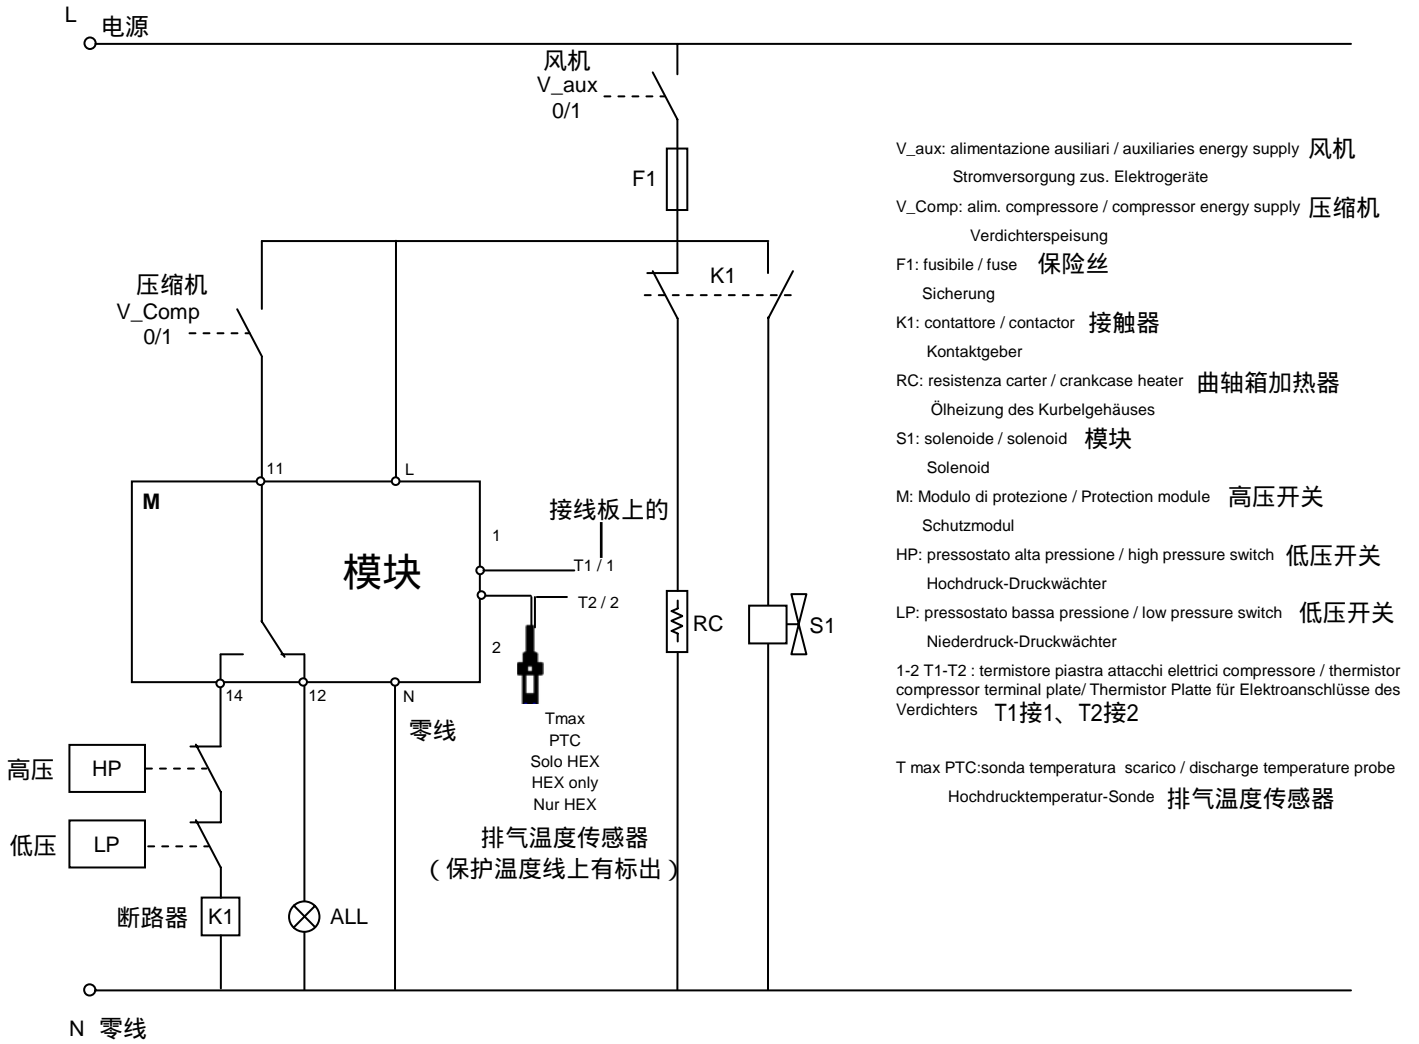 L
电源
风机
V_aux
0/1
F1
K1
压缩机
V_Comp
0/1
11
L
M
模块
接线板上的
1
T1 / 1
T2 / 2
2
RC
S1
14
12
N
零线
Tmax
PTC
Solo HEX
HEX only
Nur HEX
排气温度传感器
（保护温度线上有标出）
高压
HP
低压
LP
断路器
K1
ALL
N 零线
V_aux: alimentazione ausiliari / auxiliaries energy supply 风机
Stromversorgung zus. Elektrogeräte
V_Comp: alim. compressore / compressor energy supply 压缩机
Verdichterspeisung
F1: fusibile / fuse 保险丝
Sicherung
K1: contattore / contactor 接触器
Kontaktgeber
RC: resistenza carter / crankcase heater 曲轴箱加热器
Ölheizung des Kurbelgehäuses
S1: solenoide / solenoid 模块
Solenoid
M: Modulo di protezione / Protection module 高压开关
Schutzmodul
HP: pressostato alta pressione / high pressure switch 低压开关
Hochdruck-Druckwächter
LP: pressostato bassa pressione / low pressure switch 低压开关
Niederdruck-Druckwächter
1-2 T1-T2 : termistore piastra attacchi elettrici compressore / thermistor
compressor terminal plate/ Thermistor Platte für Elektroanschlüsse des
Verdichters T1接1、T2接2
T max PTC:sonda temperatura scarico / discharge temperature probe
Hochdrucktemperatur-Sonde 排气温度传感器